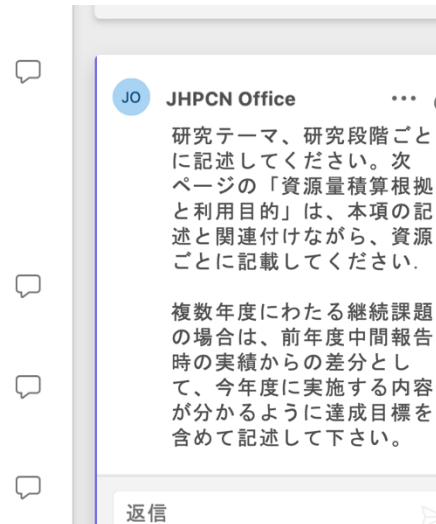 JO JHPCN Office
研究テーマ、研究段階ごと
に記述してください。次
ページの「資源量積算根拠
と利用目的」は、本項の記
述と関連付けながら、資源
ごとに記載してください.
複数年度にわたる継続課題
の場合は、前年度中間報告
時の実績からの差分とし
て、今年度に実施する内容
が分かるように達成目標を
含めて記述して下さい。
返信